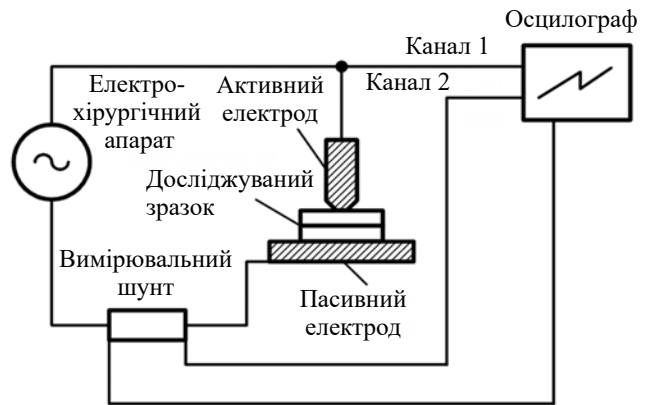 Осцилограф
Канал 1
Електро-
хірургічний
апарат
Активний
електрод
Канал 2
Досліджуваний
зразок
Вимірювальний
шунт
Пасивний
електрод